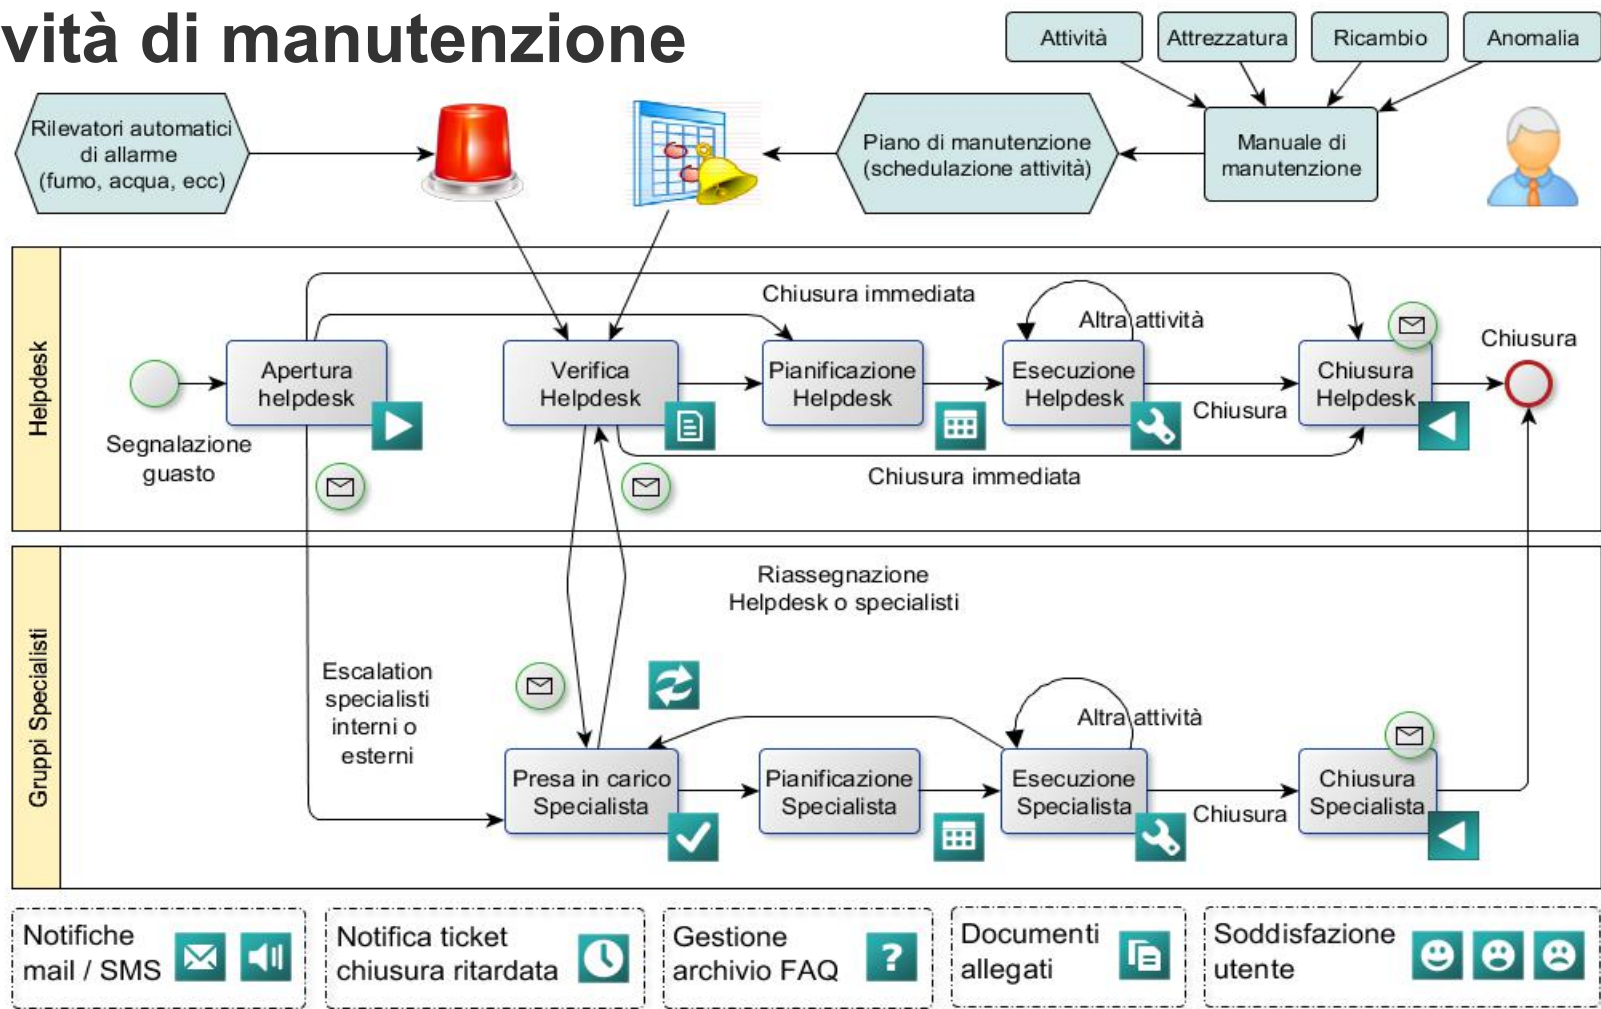 vità di manutenzione
Attività
Attrezzatura
Ricambio
Anomalia
Rilevatori automatici
di allarme
(fumo, acqua, ecc)
Piano di manutenzione
(schedulazione attività)
Manuale di
manutenzione
Helpdesk
Chiusura immediata
Altra attività
Chiusura
Apertura
helpdesk
Verifica
Helpdesk
Pianificazione
Helpdesk
Esecuzione
Helpdesk
Chiusura
Chiusura
Helpdesk
Segnalazione
guasto
Chiusura immediata
Gruppi Specialisti
Riassegnazione
Helpdesk o specialisti
Escalation
specialisti
interni o
esterni
Altra attività
Presa in carico
Specialista
Pianificazione
Specialista
Esecuzione
Specialista
Chiusura
Chiusura
Specialista
Notifiche
mail / SMS
Notifica ticket
chiusura ritardata
Gestione
archivio FAQ
?
Documenti
allegati
Soddisfazione
utente